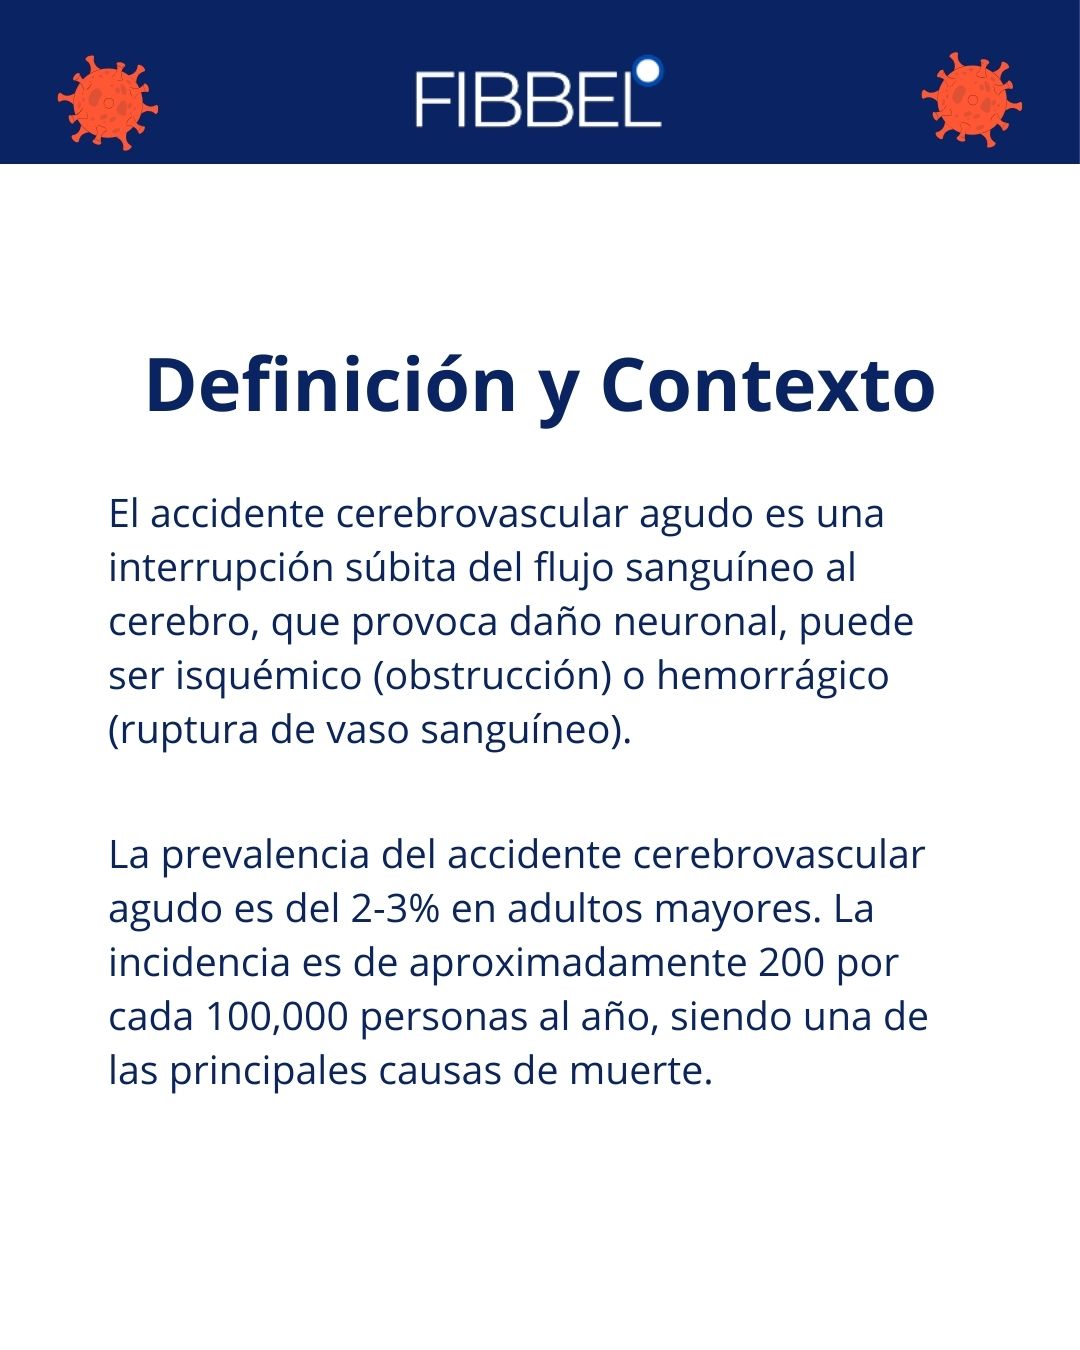 FIBBEL
Definición y Contexto
El accidente cerebrovascular agudo es una
interrupción súbita del flujo sanguíneo al
cerebro, que provoca daño neuronal, puede
ser isquémico (obstrucción) o hemorrágico
(ruptura de vaso sanguíneo).
La prevalencia del accidente cerebrovascular
agudo es del 2-3% en adultos mayores. La
incidencia es de aproximadamente 200 por
cada 100,000 personas al año, siendo una de
las principales causas de muerte.